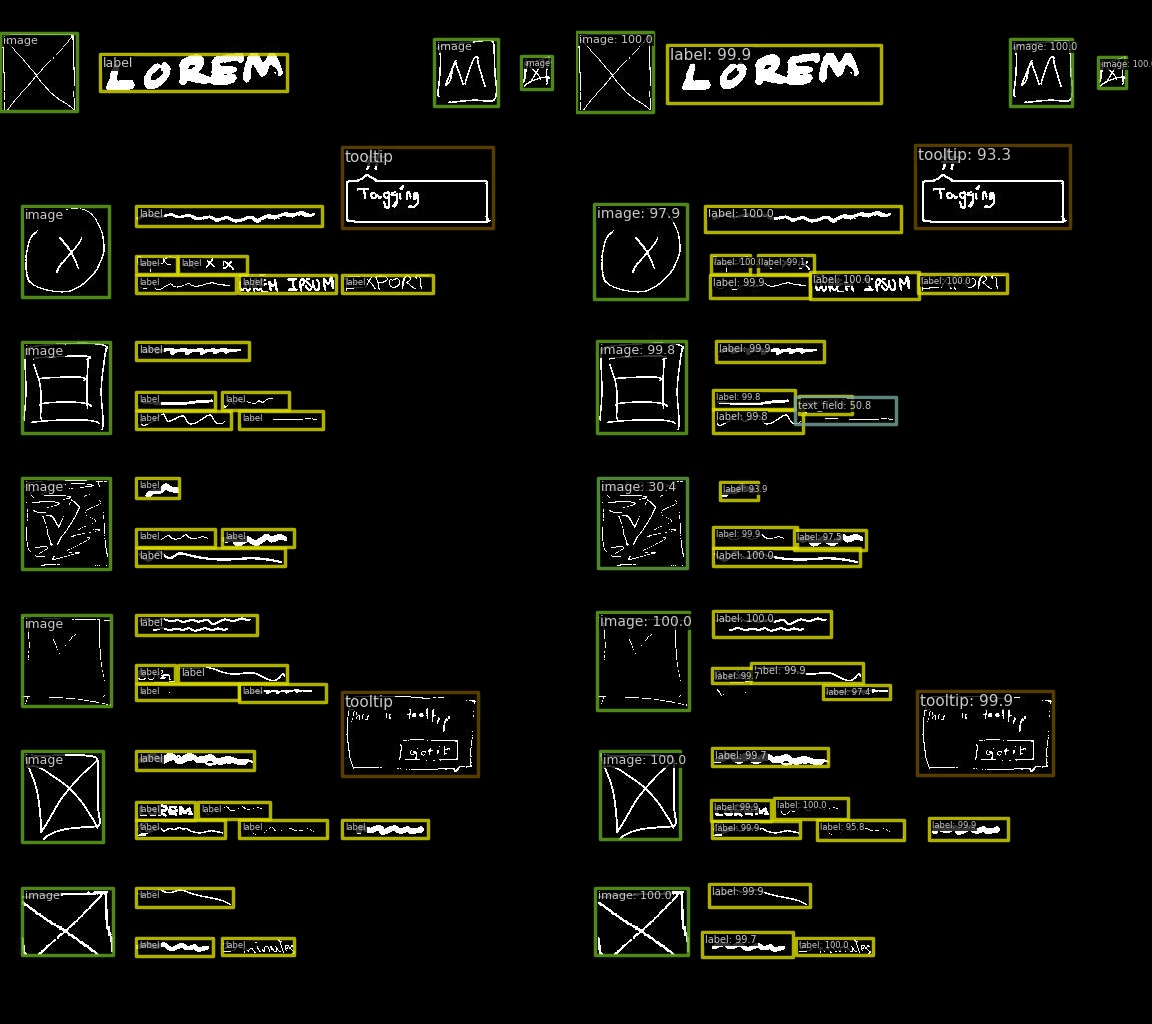 image image image: 100.0 image: 100.0
label LOREM image label: 99.9 LOREM image: 100.0
M M
tooltip tooltip: 93.3
Tagging Tagging
image label image: 97.9 label: 100.0
label label label: 100.0 label: 99.1
label label IPSUM label label: 99.9 label: 100.0 IPSUM label: 100.0
image label image: 99.8 label: 99.9
label label label: 99.8 text_field: 50.8
label label label: 99.8
image label image: 30.4 label: 93.9
label label label: 99.9 label: 97.5
label label: 100.0
image label image: 100.0 label: 100.0
label label label: 99.7 label: 99.9
label label label: 97.4
tooltip tooltip: 99.9
This is tooltip This is tooltip
got it got it
image label image: 100.0 label: 99.7
label label label: 99.9 label: 100.0
label label label label: 99.9 label: 95.8 label: 99.9
image label image: 100.0 label: 99.9
label label label: 99.7 label: 100.0